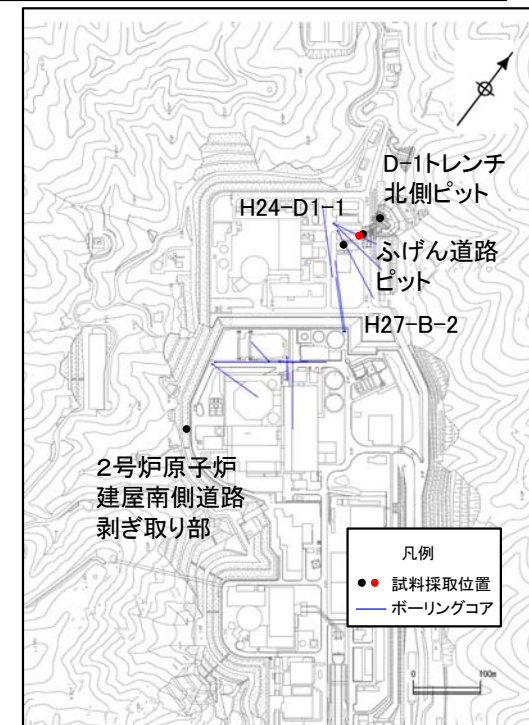 D-1トレンチ
北側ピット
H24-D1-1
ふげん道路
ピット
H27-B-2
2号炉原子炉
建屋南側道路
剥ぎ取り部
凡例
試料採取位置
ボーリングコア
0 100m